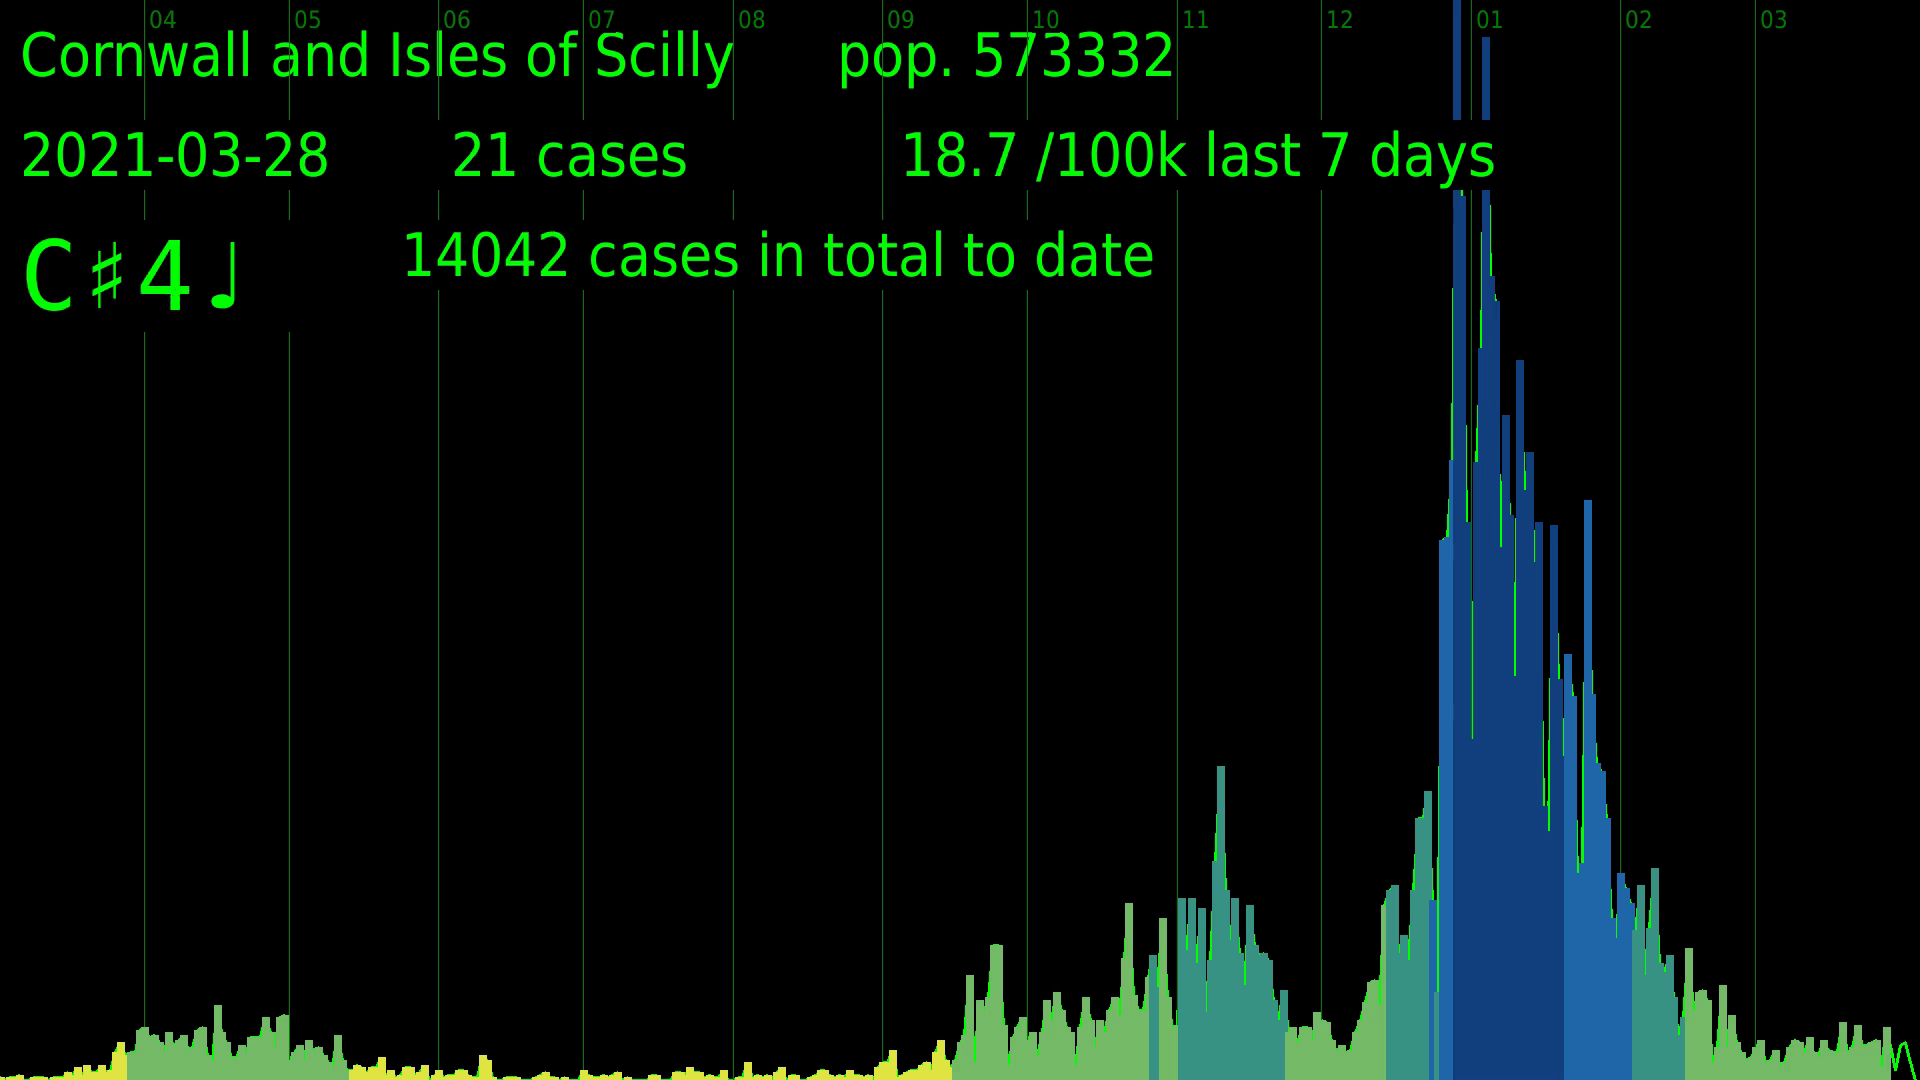 04 05 06 07 08 09 10 11 12 01 02 03
Cornwall and Isles of Scilly pop. 573332
2021-03-28 21 cases 18.7 /100k last 7 days
C♯4♩ 14042 cases in total to date